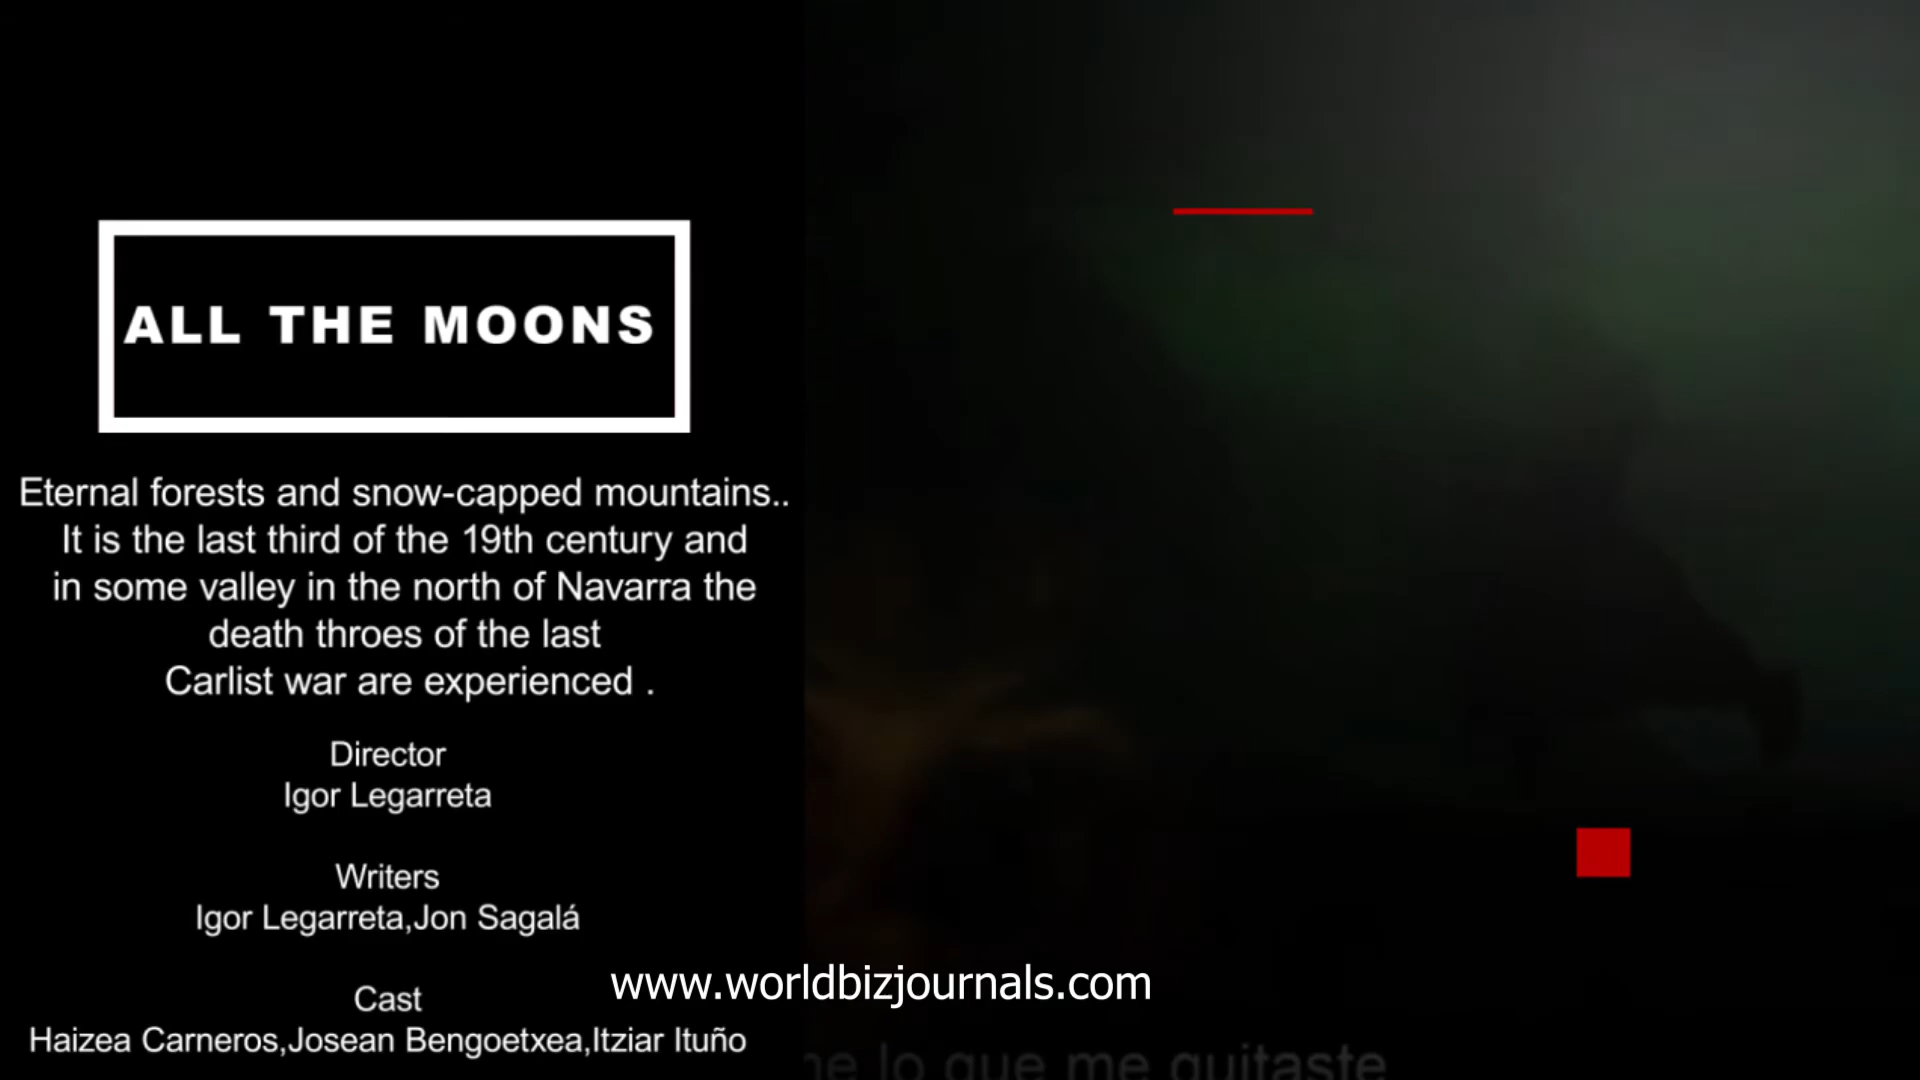 ALL THE MOONS
Eternal forests and snow-capped mountains..
It is the last third of the 19th century and
in some valley in the north of Navarra the
death throes of the last
Carlist war are experienced .
Director
Igor Legarreta
Writers
Igor Legarreta,Jon Sagalá
www.worldbizjournals.com
Cast
Haizea Carneros,Josean Bengoetxea,Itziar Ituño
lo que me quitaste